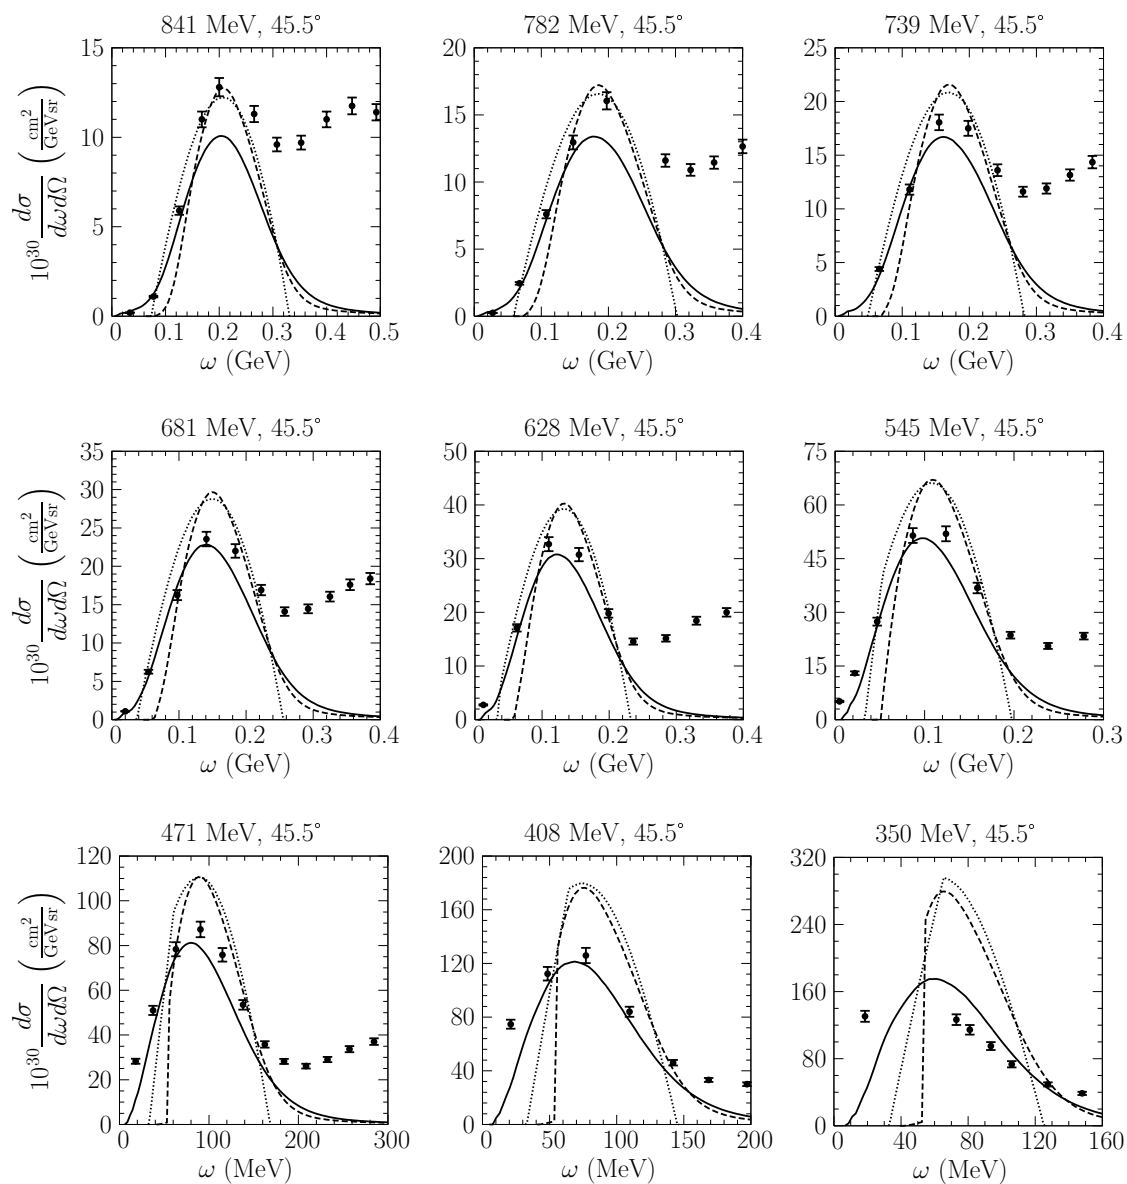 841 MeV, 45.5° 782 MeV, 45.5° 739 MeV, 45.5°
15 20 25
10 15 20
5 10 15
0 5 10
0 5
0
10^30 dσ/dωdΩ (cm^2/GeV sr)
0 0.1 0.2 0.3 0.4 0.5 0 0.1 0.2 0.3 0.4 0 0.1 0.2 0.3 0.4
ω (GeV) ω (GeV) ω (GeV)
681 MeV, 45.5° 628 MeV, 45.5° 545 MeV, 45.5°
35 50 75
30 40 60
25 30 45
20 20 30
15 10 15
10 0 0
5
0
10^30 dσ/dωdΩ (cm^2/GeV sr)
0 0.1 0.2 0.3 0.4 0 0.1 0.2 0.3 0.4 0 0.1 0.2 0.3
ω (GeV) ω (GeV) ω (GeV)
471 MeV, 45.5° 408 MeV, 45.5° 350 MeV, 45.5°
120 200 320
100 160 240
80 120 160
60 80 80
40 40 0
20 0
0
10^30 dσ/dωdΩ (cm^2/GeV sr)
0 100 200 300 0 50 100 150 200 0 40 80 120 160
ω (MeV) ω (MeV) ω (MeV)